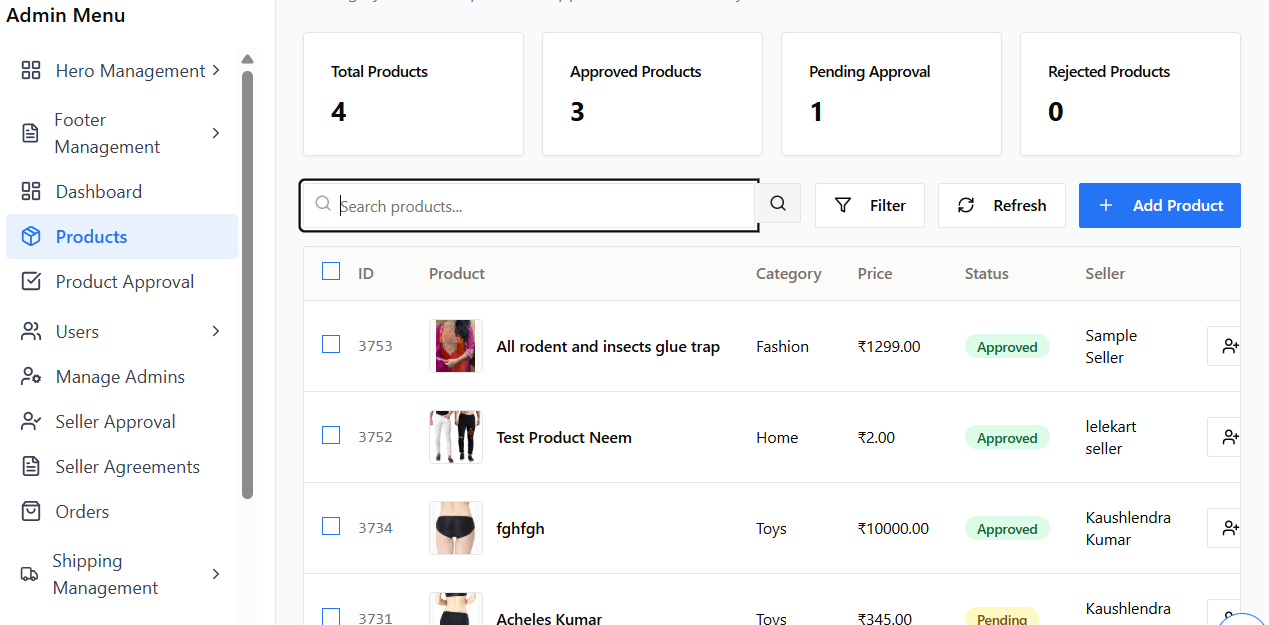 Admin Menu
Hero Management
Footer
Management
Dashboard
Products
Product Approval
Users
Manage Admins
Seller Approval
Seller Agreements
Orders
Shipping
Management
Total Products
4
Approved Products
3
Pending Approval
1
Rejected Products
0
Search products...
Filter
Refresh
Add Product
ID Product Category Price Status Seller
3753 All rodent and insects glue trap Fashion ₹1299.00 Approved Sample
Seller
3752 Test Product Neem Home ₹2.00 Approved lelekart
seller
3734 fghfgh Toys ₹10000.00 Approved Kaushlendra
Kumar
3731 Acheles Kumar Toys ₹345.00 Pending Kaushlendra